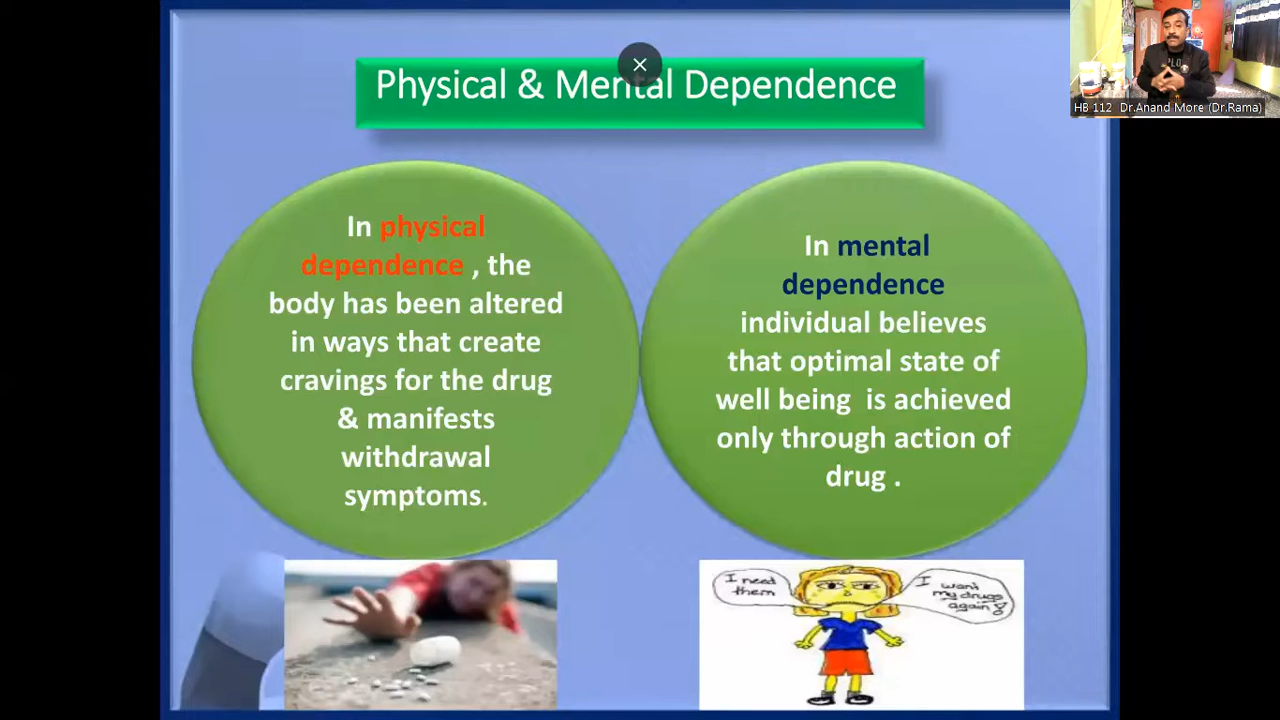 Physical & Mental Dependence
HB 112 Dr.Anand More (Dr.Rama)
In physical
dependence , the
body has been altered
in ways that create
cravings for the drug
& manifests
withdrawal
symptoms.
In mental
dependence
individual believes
that optimal state of
well being is achieved
only through action of
drug .
I need
them
I want
my drugs
again!